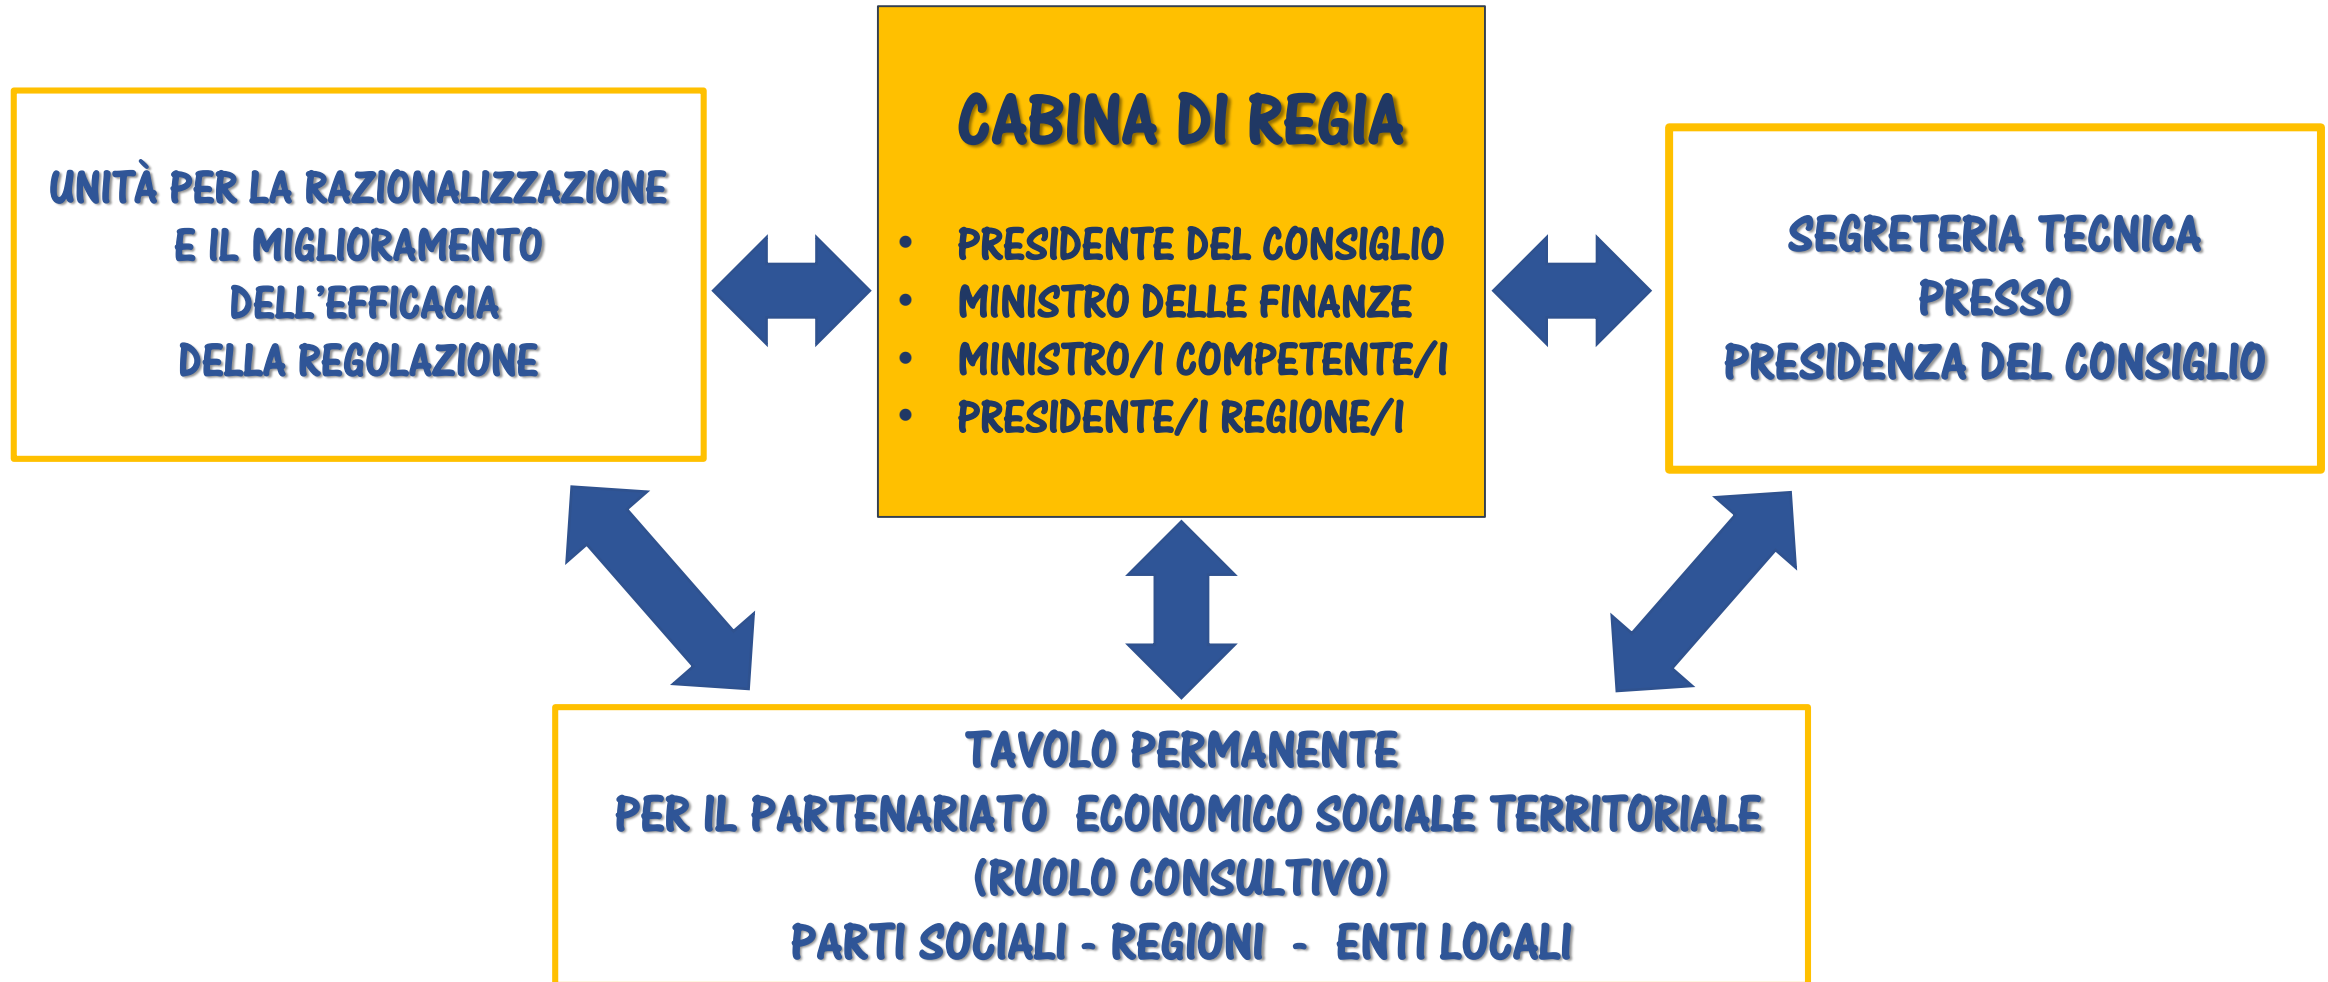 UNITÀ PER LA RAZIONALIZZAZIONE
E IL MIGLIORAMENTO
DELL'EFFICACIA
DELLA REGOLAZIONE
CABINA DI REGIA
• PRESIDENTE DEL CONSIGLIO
• MINISTRO DELLE FINANZE
• MINISTRO/I COMPETENTE/I
• PRESIDENTE/I REGIONE/I
SEGRETERIA TECNICA
PRESSO
PRESIDENZA DEL CONSIGLIO
TAVOLO PERMANENTE
PER IL PARTENARIATO ECONOMICO SOCIALE TERRITORIALE
(RUOLO CONSULTIVO)
PARTI SOCIALI - REGIONI - ENTI LOCALI